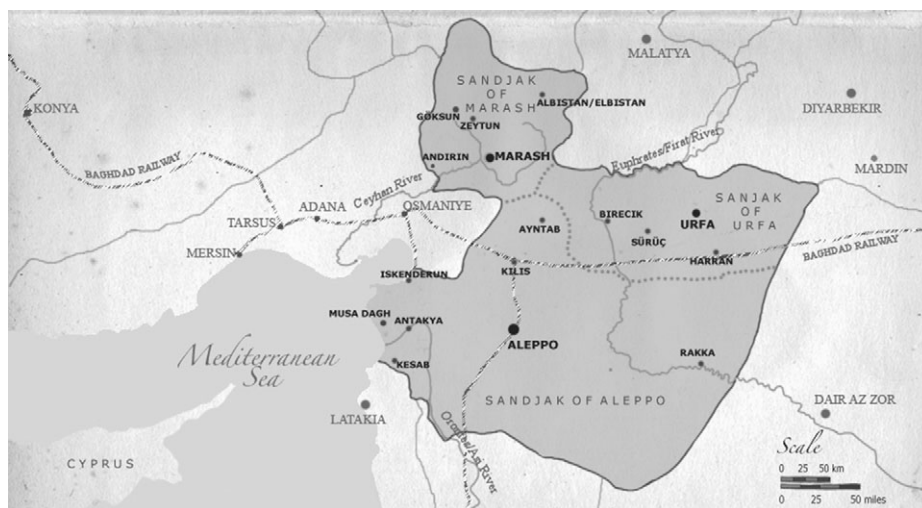 MALATYA
SANDJAK
OF
MARASH
ALBISTAN/ELBISTAN
GÖKSUN
ZEYTUN
KONYA
DIYARBEKIR
ANDIRIN
MARASH
Euphrates/Firat River
MARDIN
BAGHDAD RAILWAY
Ceyhan River
SANJAK
OF
URFA
ADANA
OSMANIYE
TARSUS
BIRECIK
URFA
AYNTAB
SÜRÜÇ
MERSIN
HARRAN
BAGHDAD RAILWAY
ISKENDERUN
KILIS
MUSA DAGH
ANTAKYA
ALEPPO
Mediterranean
Sea
KESAB
RAKKA
SANDJAK OF ALEPPO
LATAKIA
DAIR AZ ZOR
Orontes/Asi River
Scale
CYPRUS
0 25 50 km
0 25 50 miles